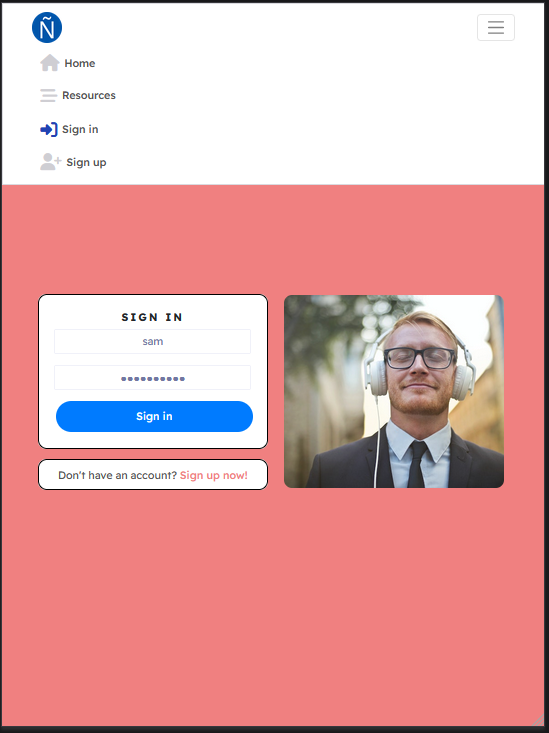 Ñ
Home
Resources
Sign in
Sign up
SIGN IN
sam
••••••••••
Sign in
Don't have an account? Sign up now!